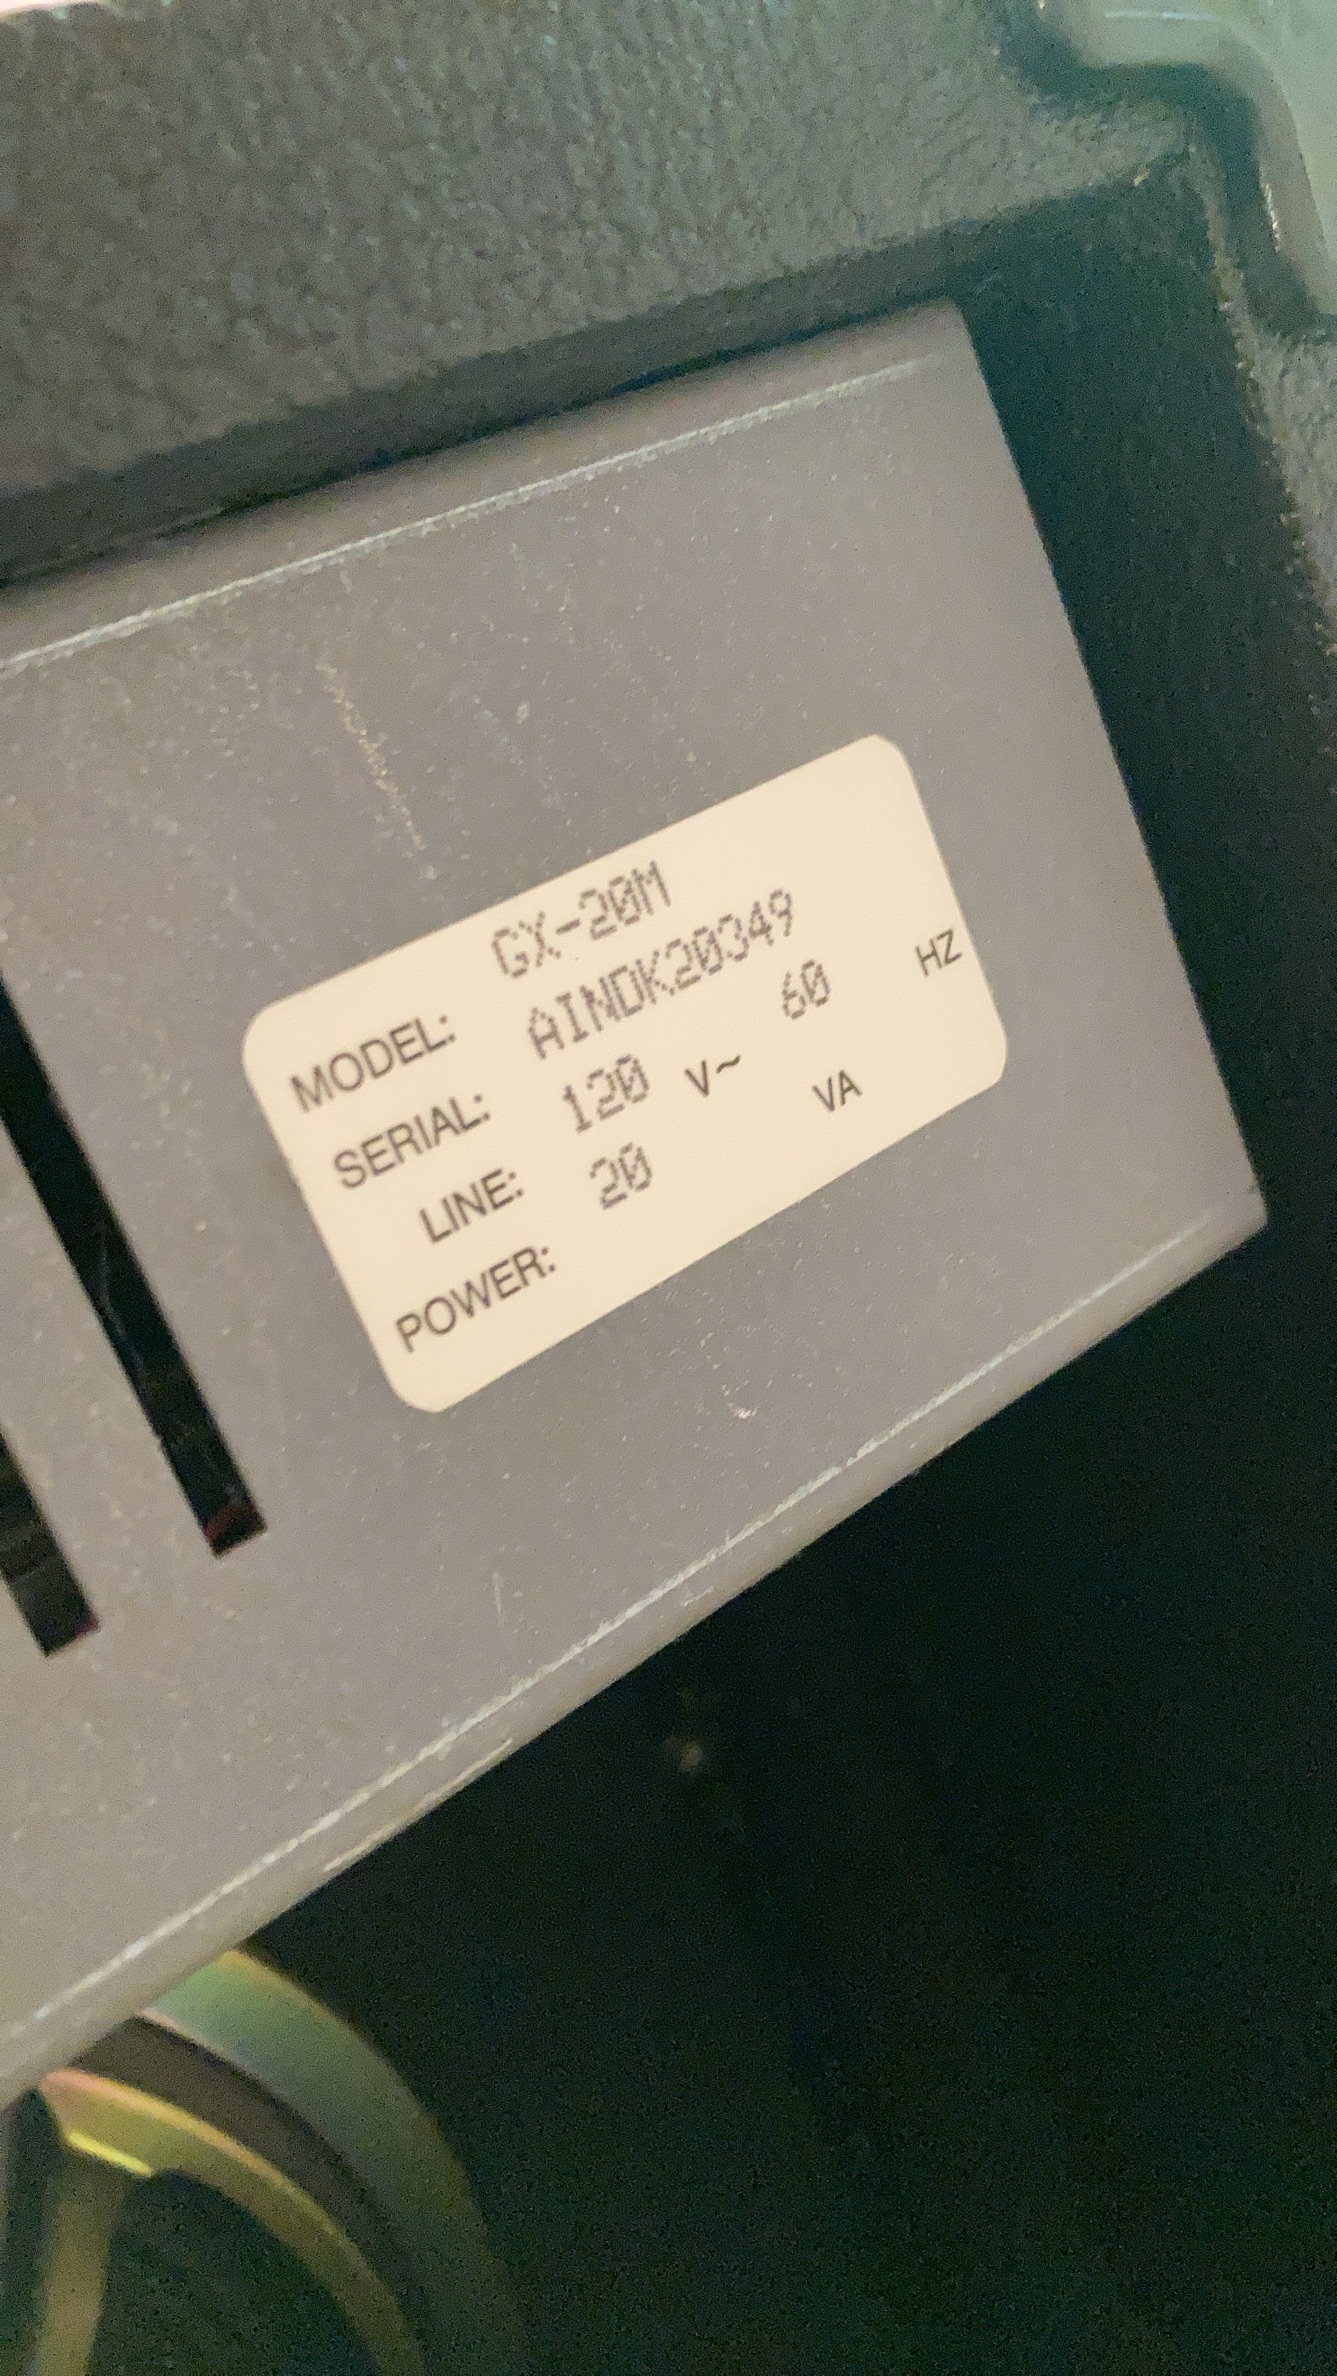 MODEL: GX-20M
SERIAL: AINDK20349
LINE: 120 V~ 60 HZ
POWER: 20 VA